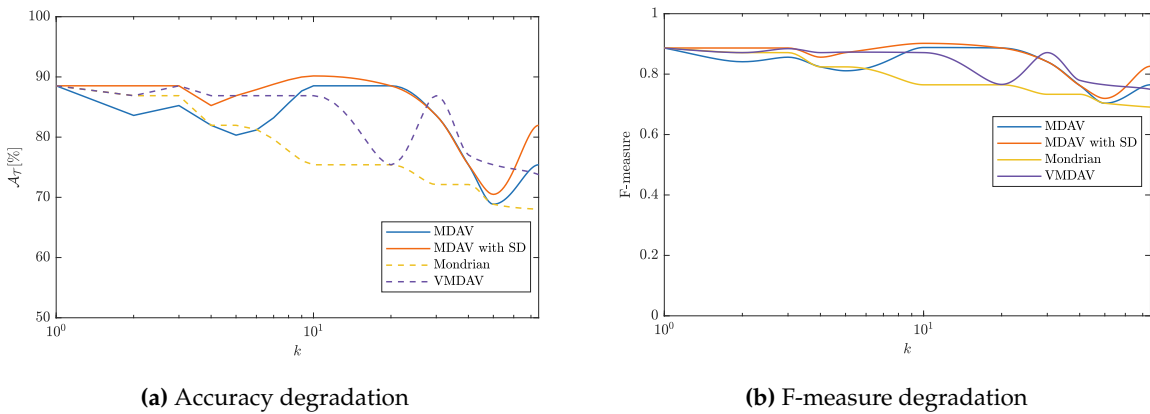 100
90
80
70
60
50
𝒜_𝒯[%]
MDAV
MDAV with SD
Mondrian
VMDAV
10^0
10^1
k
(a) Accuracy degradation
1
0.8
0.6
0.4
0.2
0
F-measure
MDAV
MDAV with SD
Mondrian
VMDAV
10^0
10^1
k
(b) F-measure degradation